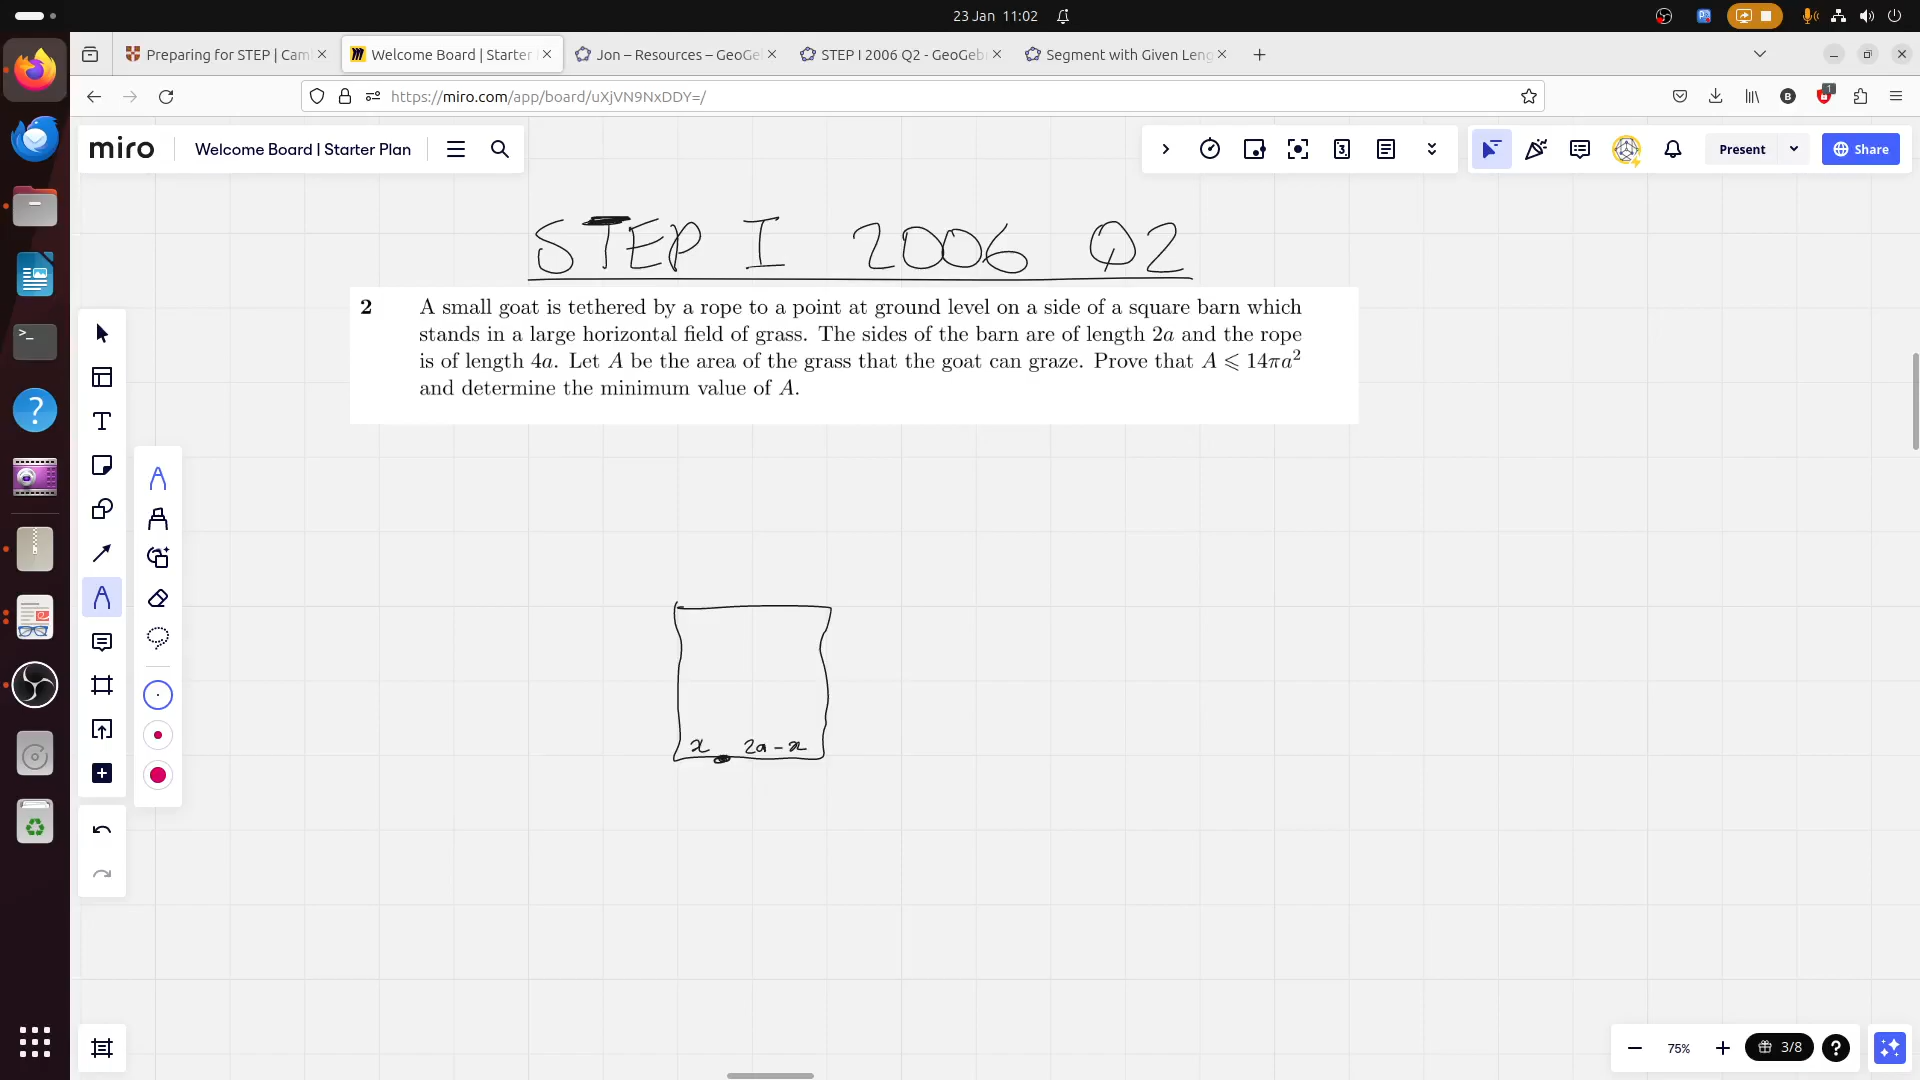 23 Jan 11:02
Preparing for STEP | Cam
Welcome Board | Starter
Jon – Resources – GeoGe
STEP I 2006 Q2 - GeoGeb
Segment with Given Leng
https://miro.com/app/board/uXjVN9NxDDY=/
miro
Welcome Board | Starter Plan
Present
Share
STEP I 2006 Q2
2 A small goat is tethered by a rope to a point at ground level on a side of a square barn which
stands in a large horizontal field of grass. The sides of the barn are of length 2a and the rope
is of length 4a. Let A be the area of the grass that the goat can graze. Prove that A ⩽ 14πa²
and determine the minimum value of A.
x 2a - x
75%
3/8